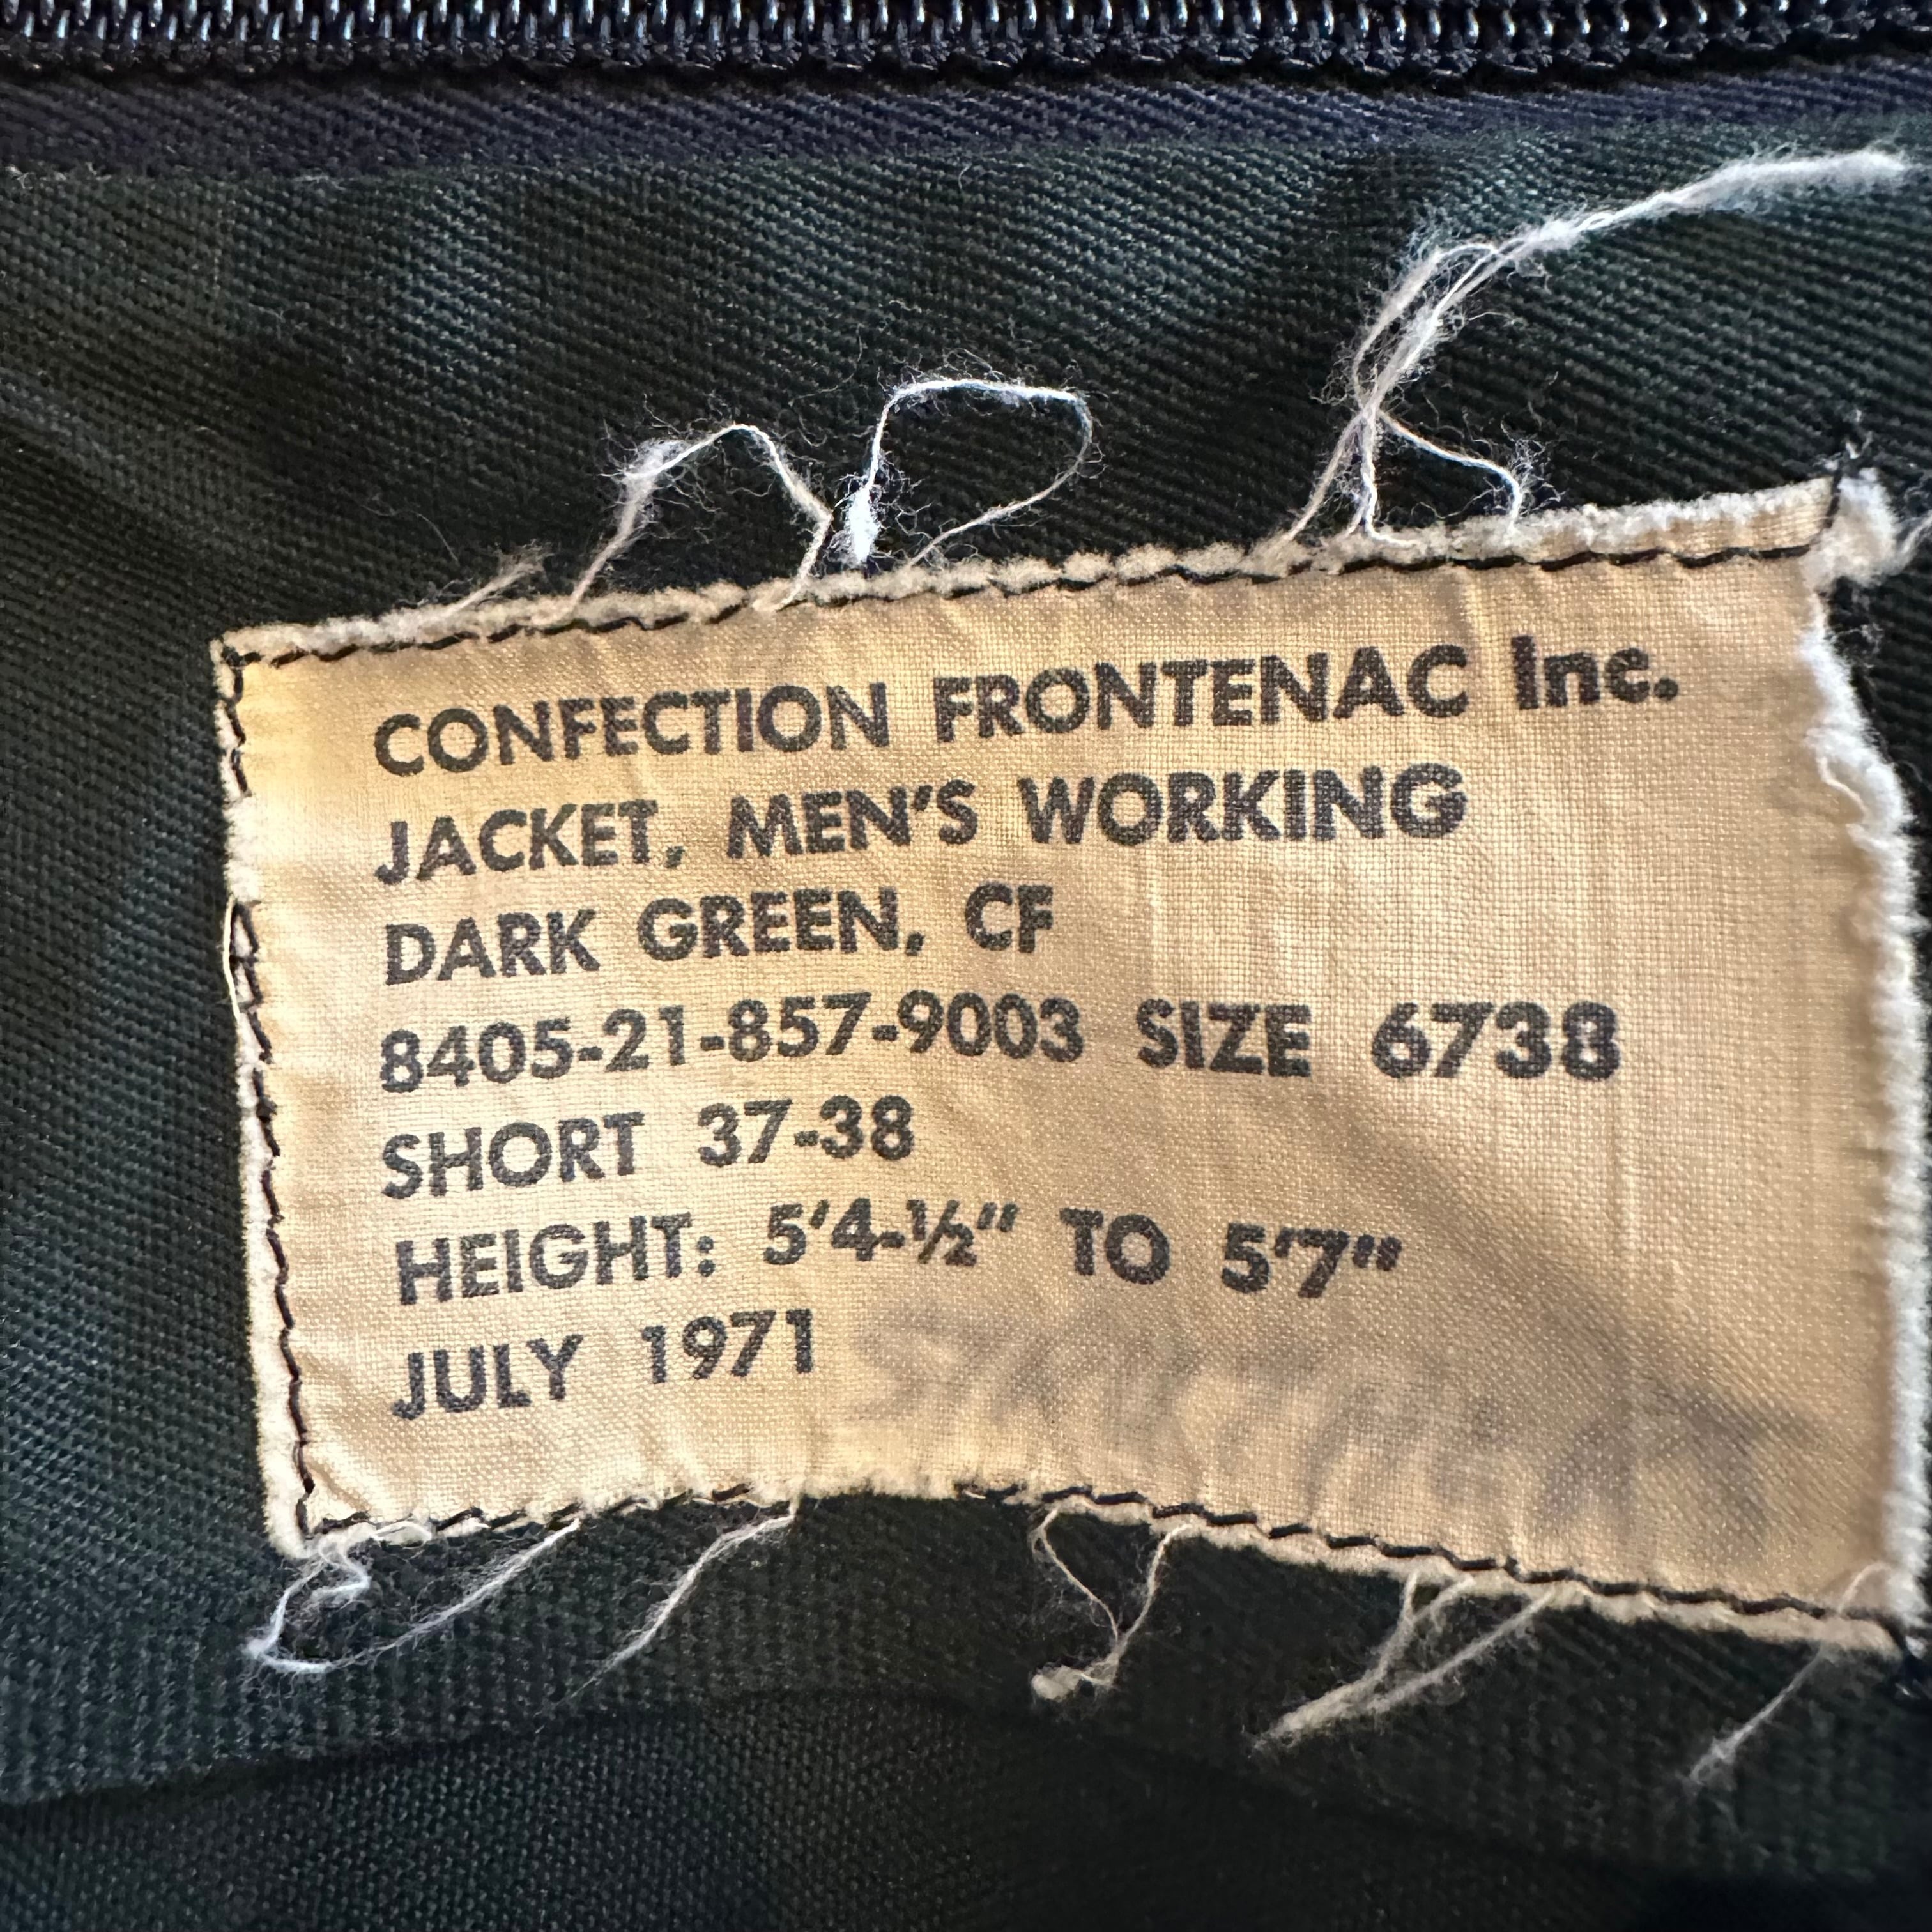 CONFECTION FRONTENAC Inc.
JACKET, MEN'S WORKING
DARK GREEN, CF
8405-21-857-9003 SIZE 6738
SHORT 37-38
HEIGHT: 5'4-½" TO 5'7"
JULY 1971